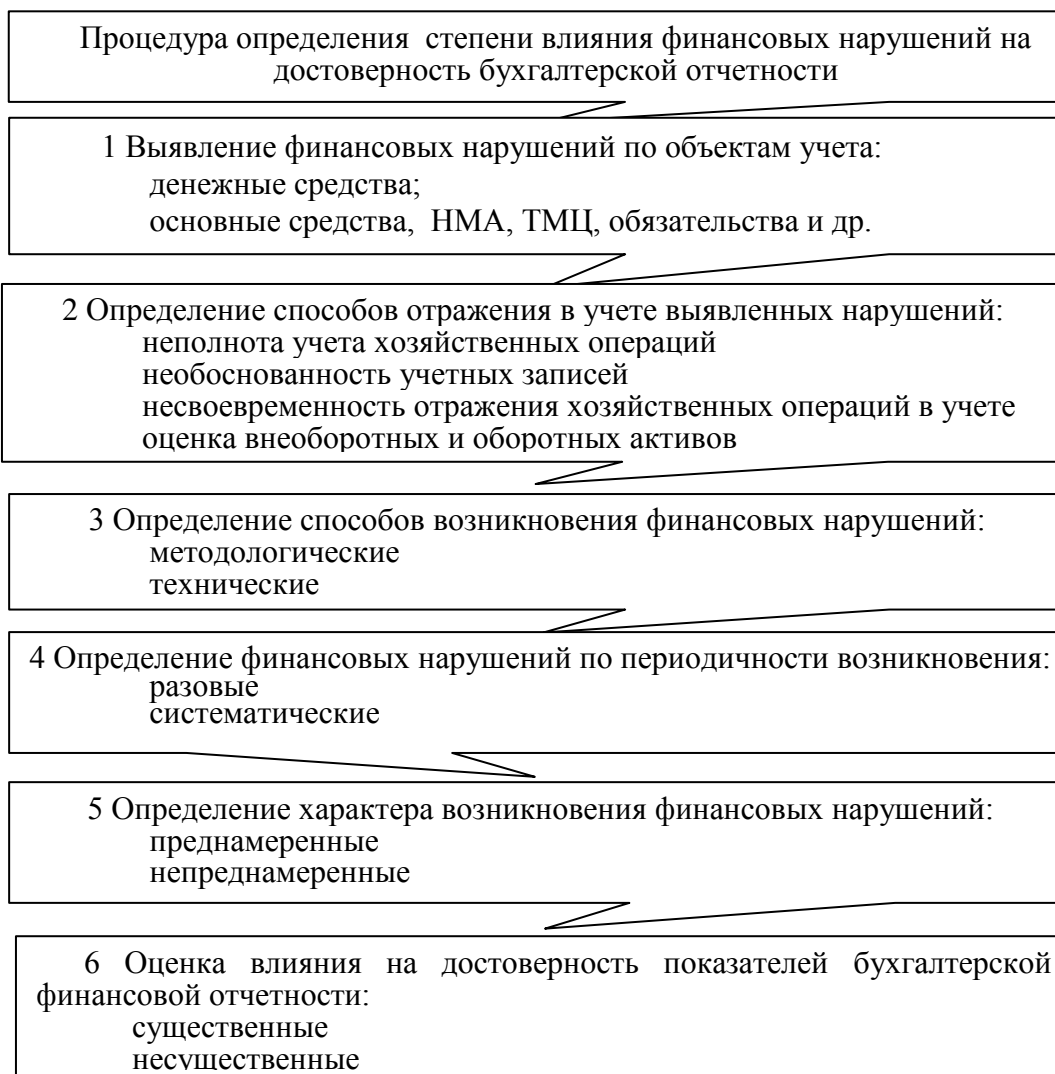 Процедура определения степени влияния финансовых нарушений на
достоверность бухгалтерской отчетности
1 Выявление финансовых нарушений по объектам учета:
денежные средства;
основные средства, НМА, ТМЦ, обязательства и др.
2 Определение способов отражения в учете выявленных нарушений:
неполнота учета хозяйственных операций
необоснованность учетных записей
несвоевременность отражения хозяйственных операций в учете
оценка внеоборотных и оборотных активов
3 Определение способов возникновения финансовых нарушений:
методологические
технические
4 Определение финансовых нарушений по периодичности возникновения:
разовые
систематические
5 Определение характера возникновения финансовых нарушений:
преднамеренные
непреднамеренные
6 Оценка влияния на достоверность показателей бухгалтерской
финансовой отчетности:
существенные
несущественные